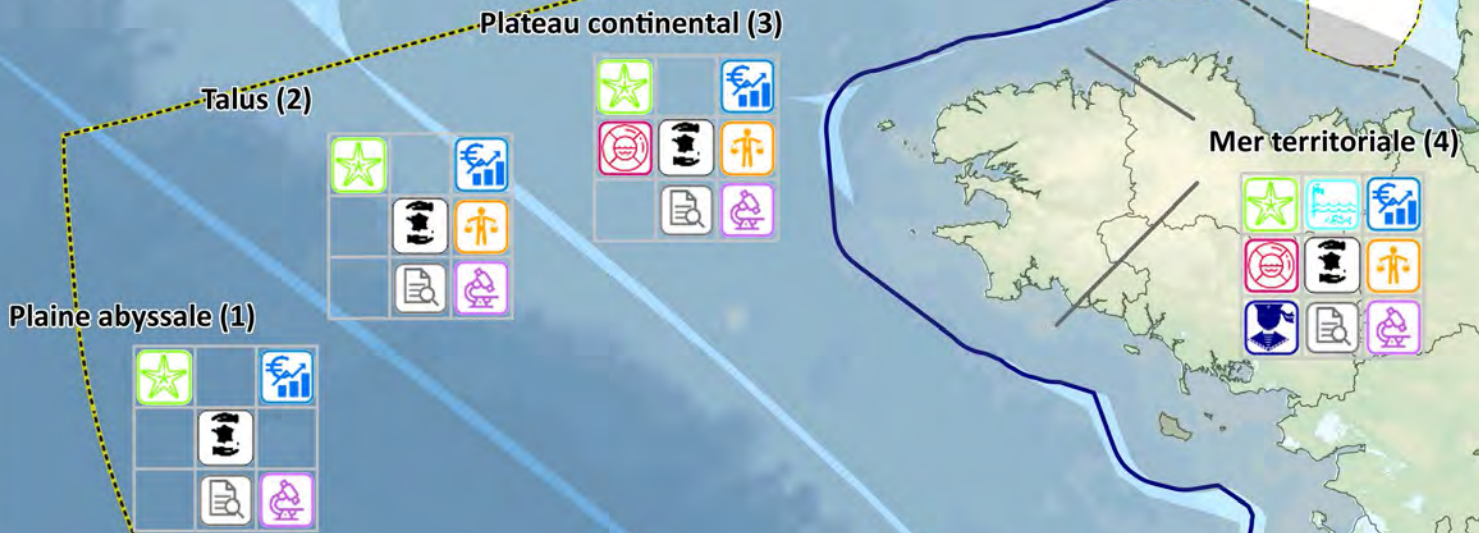 Plateau continental (3)
Talus (2)
Mer territoriale (4)
Plaine abyssale (1)